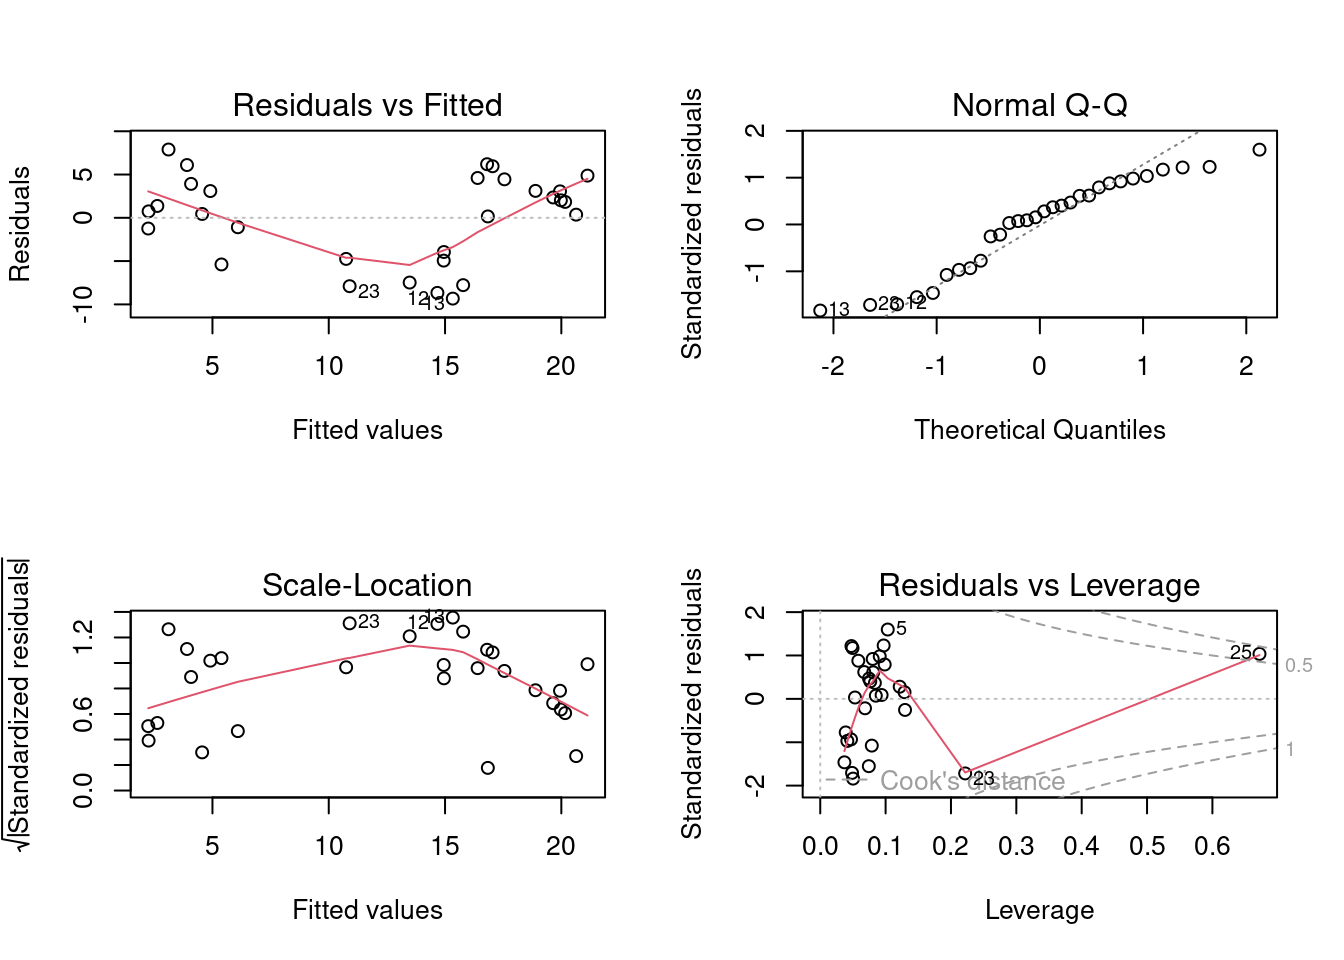 Residuals vs Fitted
Residuals
-10 0 5
23
12
13
5 10 15 20
Fitted values
Normal Q-Q
Standardized residuals
-1 0 1 2
13
23
12
-2 -1 0 1 2
Theoretical Quantiles
Scale-Location
√|Standardized residuals|
0.0 0.6 1.2
23
12
13
5 10 15 20
Fitted values
Residuals vs Leverage
Standardized residuals
-2 0 1 2
5
25
23
0.5
1
Cook's distance
0.0 0.1 0.2 0.3 0.4 0.5 0.6
Leverage